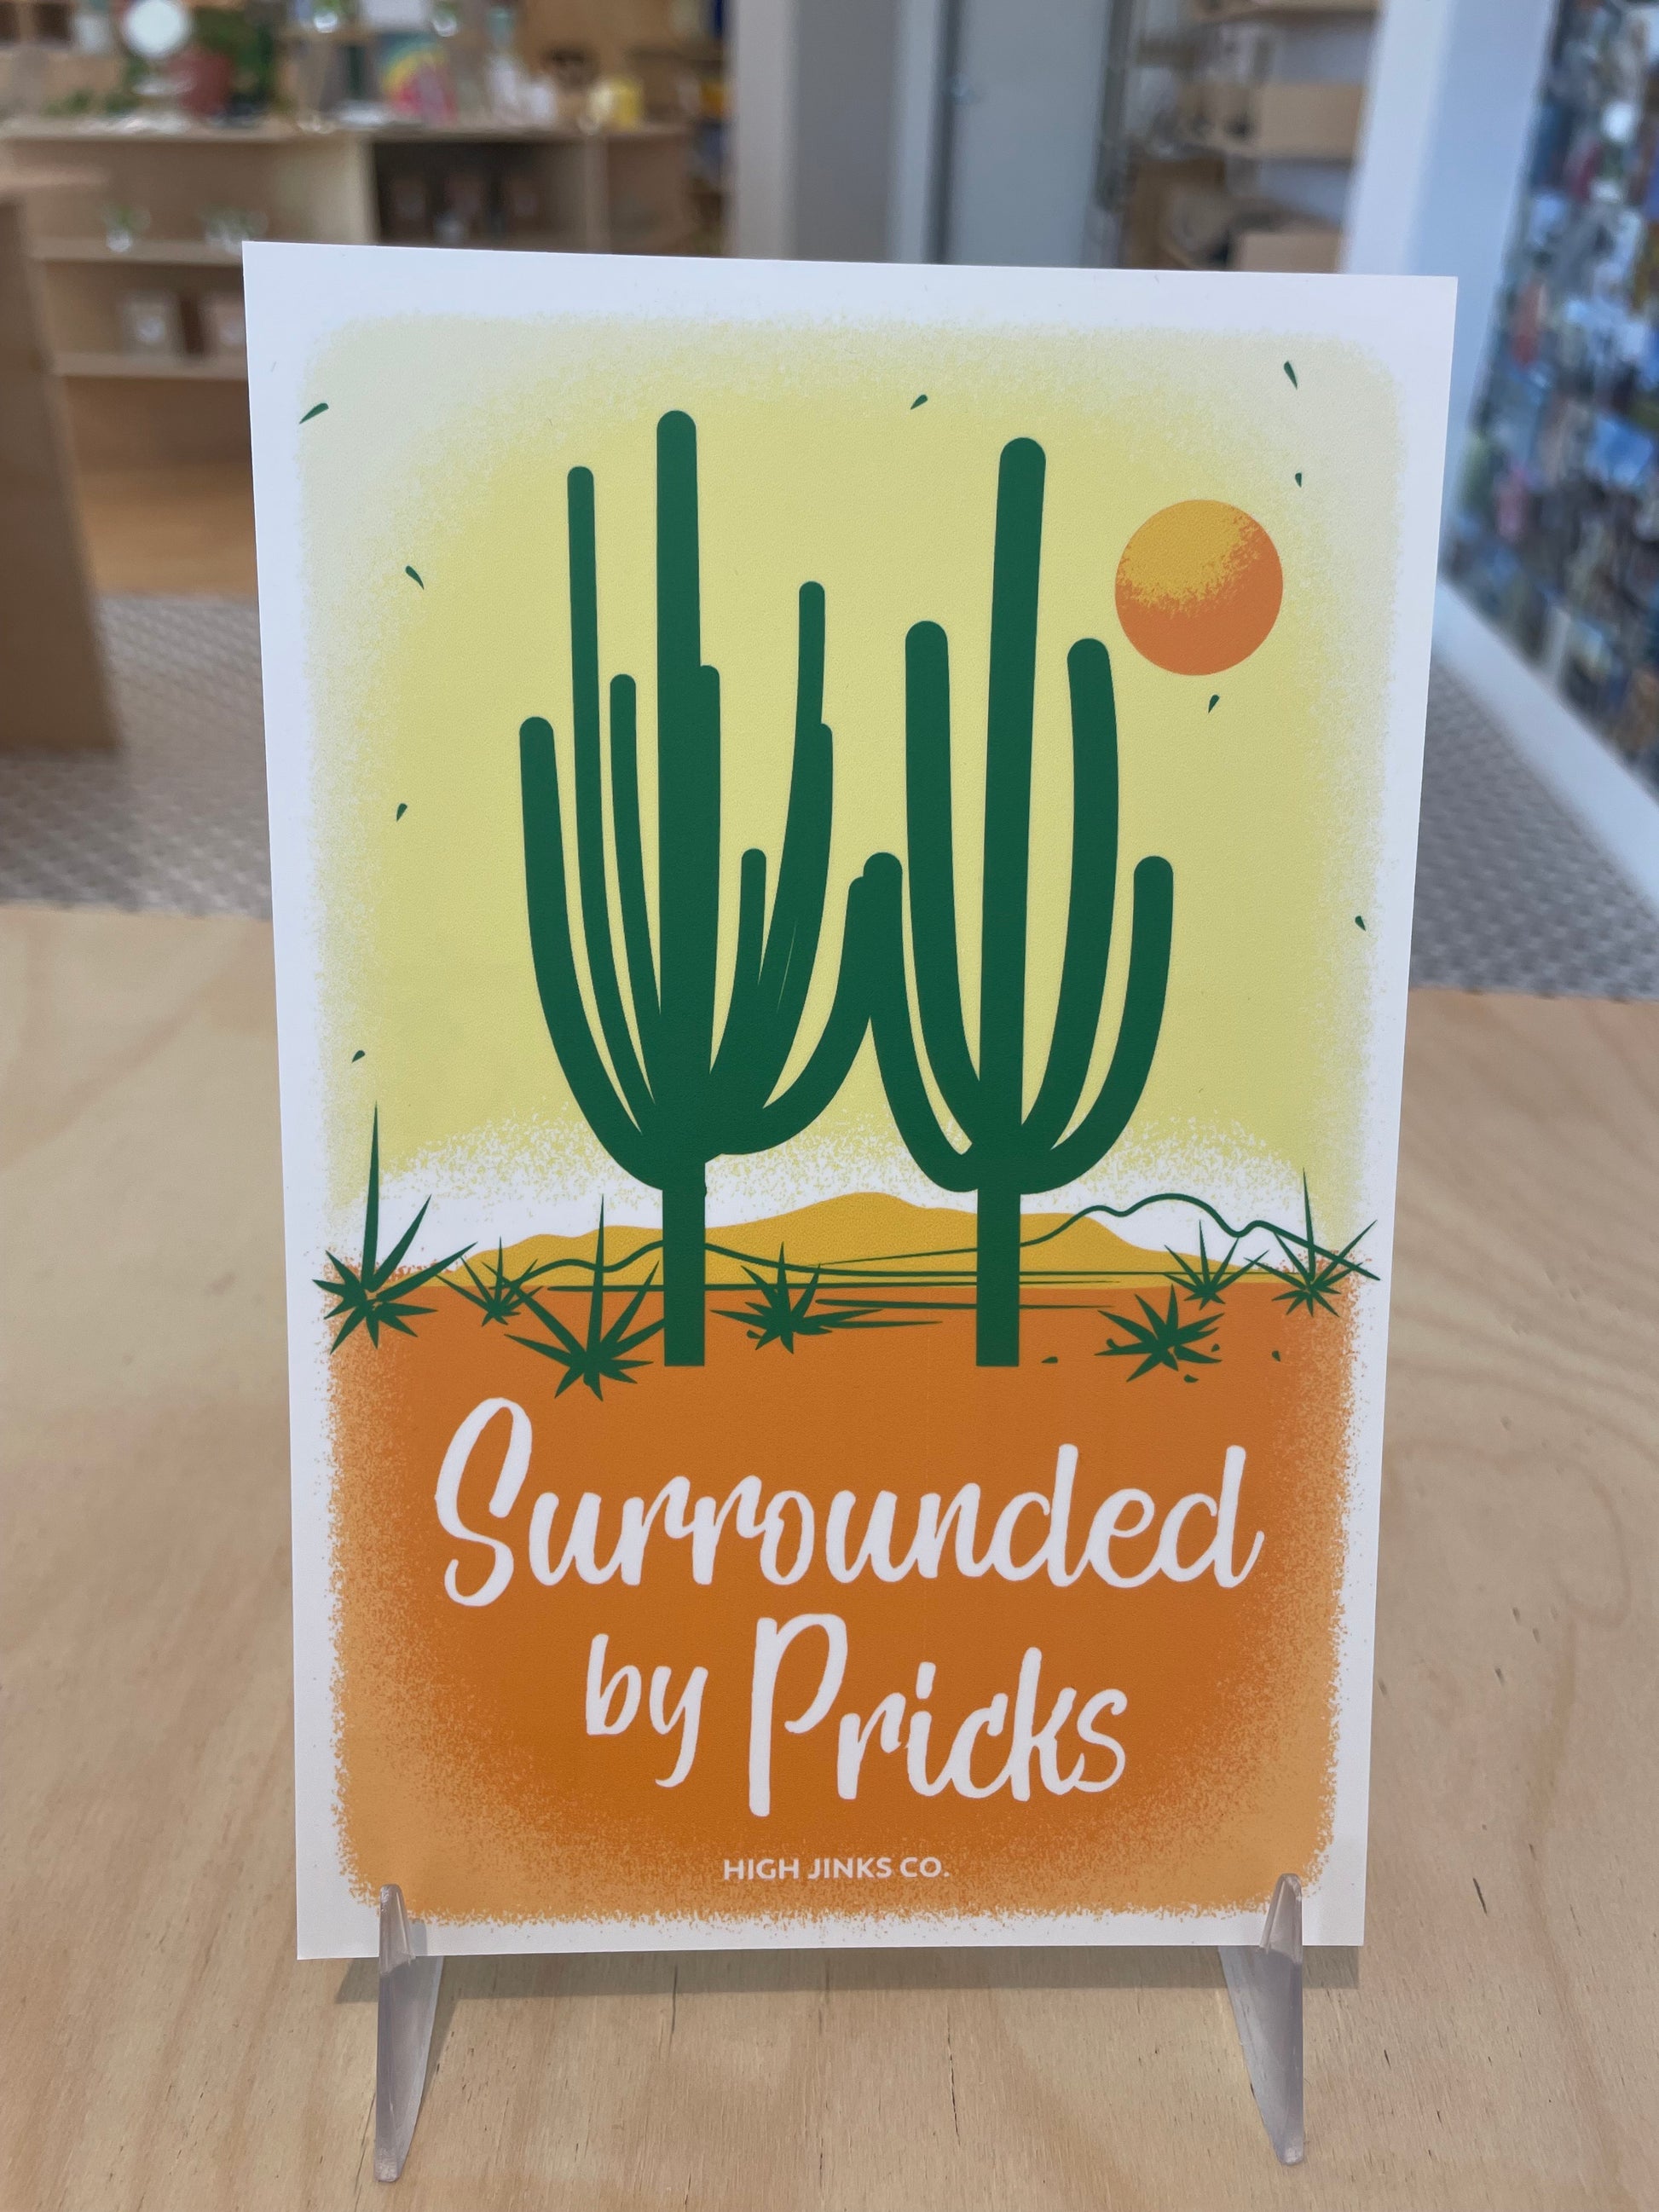 Surrounded
by Pricks
HIGH JINKS CO.